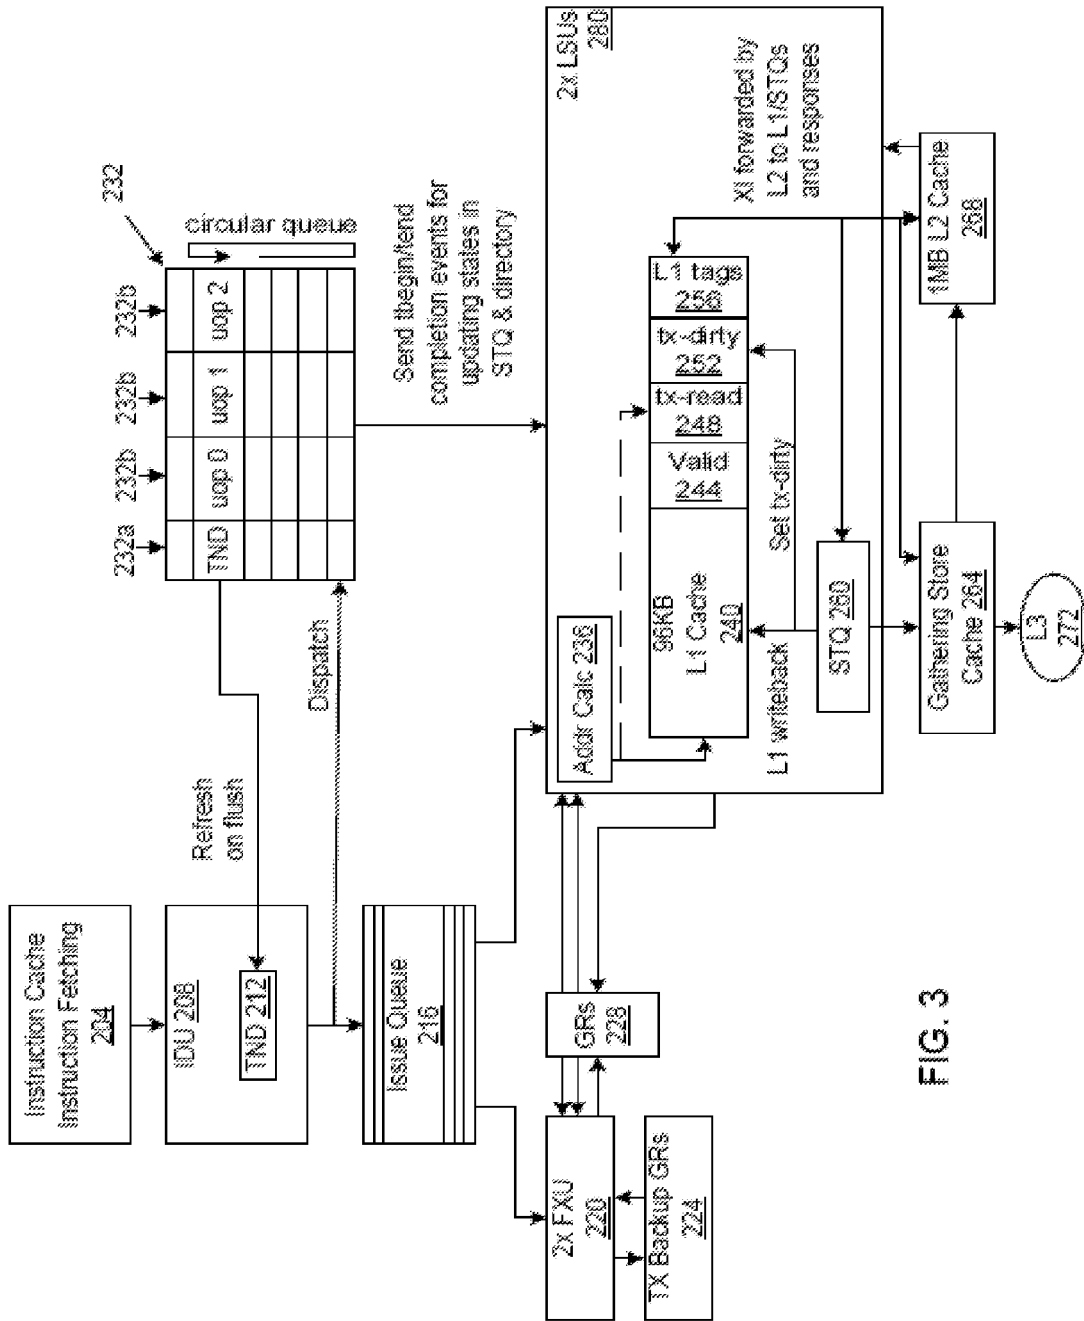 Instruction Cache
Instruction Fetching
204
IDU 208
TND 212
Refresh
on flush
Dispatch
232
232a
232b
232b
232b
TND
uop 0
uop 1
uop 2
circular queue
Issue Queue
216
Send tbegin/tend
completion events for
updating states in
STQ & directory
2x FXU
220
TX Backup GRs
224
GRs
228
2x LSUs
280
Addr Calc 236
96KB
L1 Cache
240
Valid
244
tx-read
248
tx-dirty
252
L1 tags
256
L1 writeback
Set tx-dirty
XI forwarded by
L2 to L1/STQs
and responses
STQ 260
Gathering Store
Cache 264
1MB L2 Cache
268
L3
272
FIG. 3